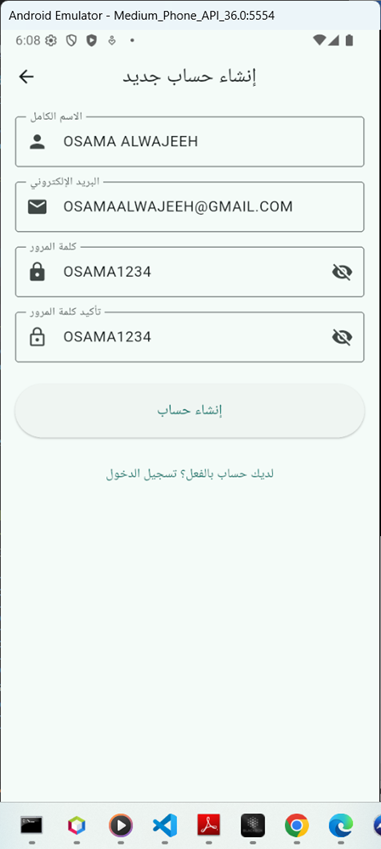 Android Emulator - Medium_Phone_API_36.0:5554
6:08
إنشاء حساب جديد
الاسم الكامل
OSAMA ALWAJEEH
البريد الإلكتروني
OSAMAALWAJEEH@GMAIL.COM
كلمة المرور
OSAMA1234
تأكيد كلمة المرور
OSAMA1234
إنشاء حساب
لديك حساب بالفعل؟ تسجيل الدخول